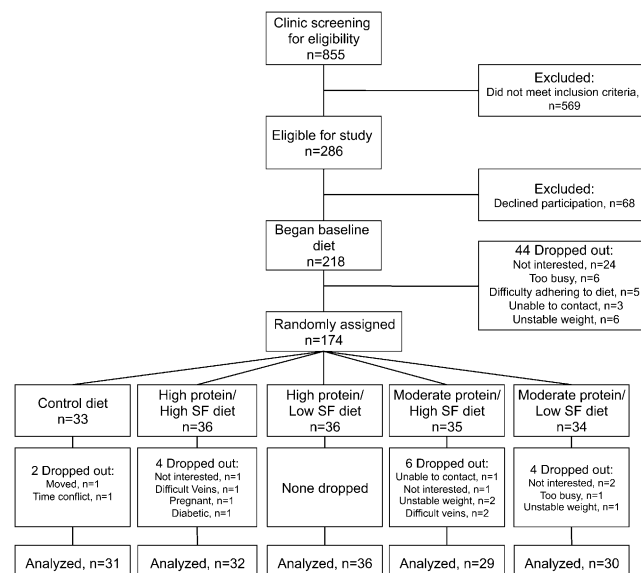 Clinic screening
for eligibility
n=855
Excluded:
Did not meet inclusion criteria,
n=569
Eligible for study
n=286
Excluded:
Declined participation, n=68
Began baseline
diet
n=218
44 Dropped out:
Not interested, n=24
Too busy, n=6
Difficulty adhering to diet, n=5
Unable to contact, n=3
Unstable weight, n=6
Randomly assigned
n=174
Control diet
n=33
High protein/
High SF diet
n=36
High protein/
Low SF diet
n=36
Moderate protein/
High SF diet
n=35
Moderate protein/
Low SF diet
n=34
2 Dropped out:
Moved, n=1
Time conflict, n=1
4 Dropped out:
Not interested, n=1
Difficult Veins, n=1
Pregnant, n=1
Diabetic, n=1
None dropped
6 Dropped out:
Unable to contact, n=1
Not interested, n=1
Unstable weight, n=2
Difficult veins, n=2
4 Dropped out:
Not interested, n=2
Too busy, n=1
Unstable weight, n=1
Analyzed, n=31
Analyzed, n=32
Analyzed, n=36
Analyzed, n=29
Analyzed, n=30